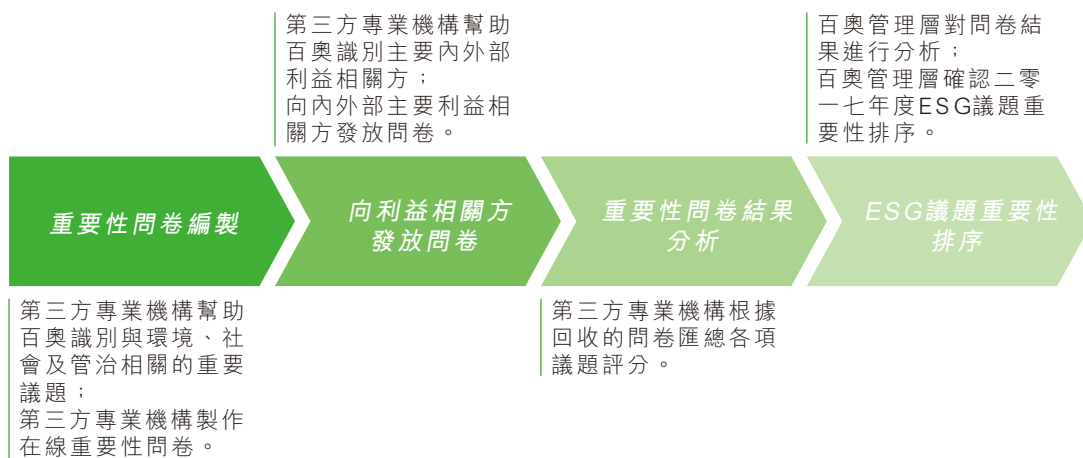 第三方專業機構幫助
百奧識別主要內外部
利益相關方；
向內外部主要利益相
關方發放問卷。
百奧管理層對問卷結
果進行分析；
百奧管理層確認二零
一七年度ESG議題重
要性排序。
重要性問卷編製
向利益相關方
發放問卷
重要性問卷結果
分析
ESG議題重要性
排序
第三方專業機構幫助
百奧識別與環境、社
會及管治相關的重要
議題；
第三方專業機構製作
在線重要性問卷。
第三方專業機構根據
回收的問卷匯總各項
議題評分。